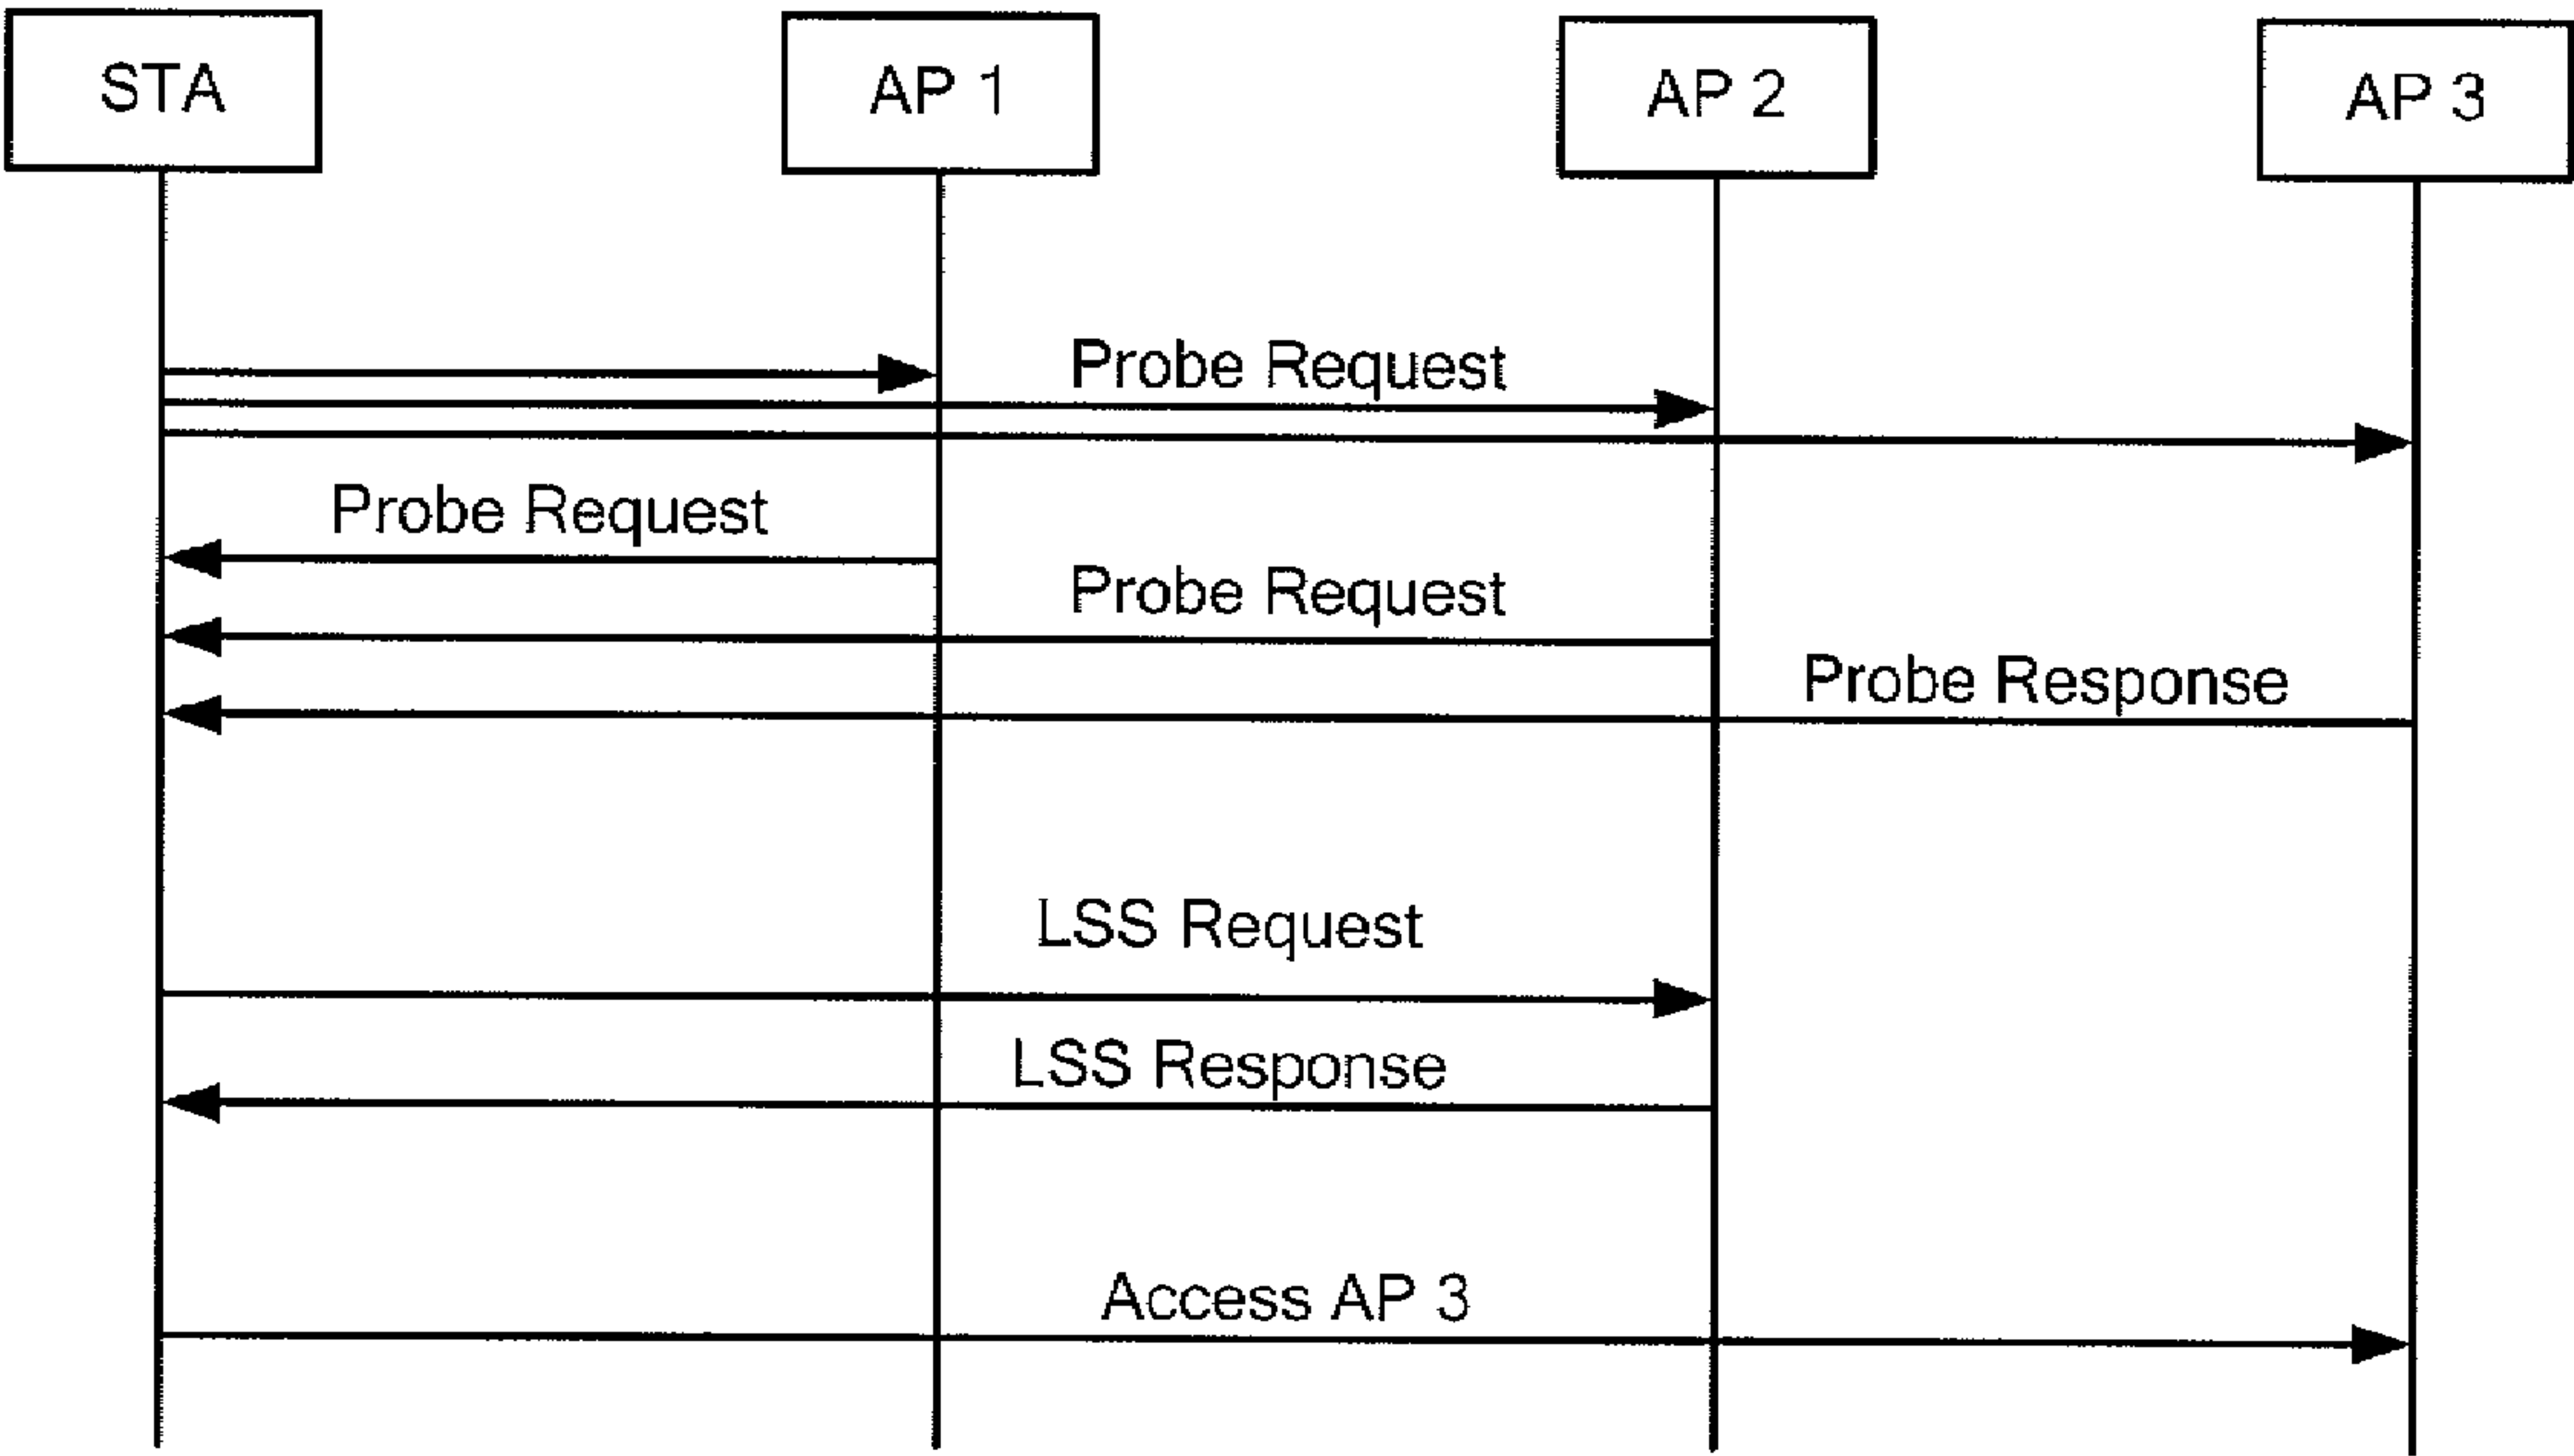 STA
AP 1
AP 2
AP 3
Probe Request
Probe Request
Probe Request
Probe Response
LSS Request
LSS Response
Access AP 3